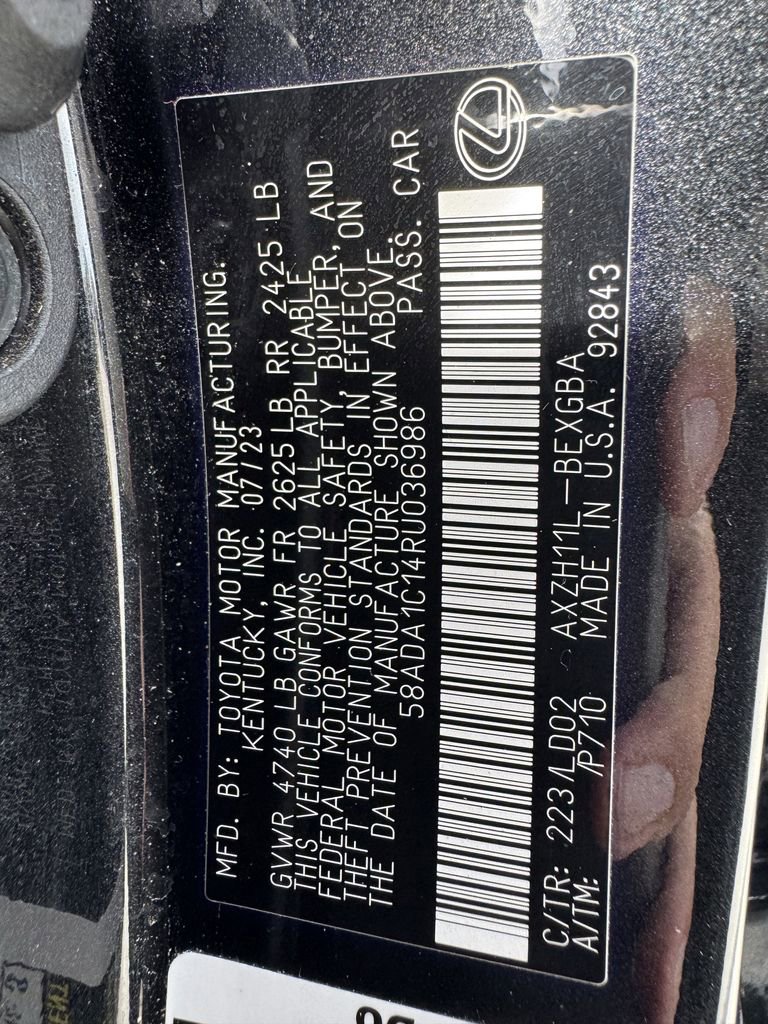 MFD. BY: TOYOTA MOTOR MANUFACTURING.
KENTUCKY, INC. 07/23
GVWR 4740 LB GAWR FR 2625 LB RR 2425 LB
THIS VEHICLE CONFORMS TO ALL APPLICABLE
FEDERAL MOTOR VEHICLE SAFETY, BUMPER, AND
THEFT PREVENTION STANDARDS IN EFFECT ON
THE DATE OF MANUFACTURE SHOWN ABOVE.
58ADA1C14RU036986 PASS. CAR
C/TR: 223/LD02 AXZH11L-BEXGBA
A/TM: /P710 MADE IN U.S.A. 92843